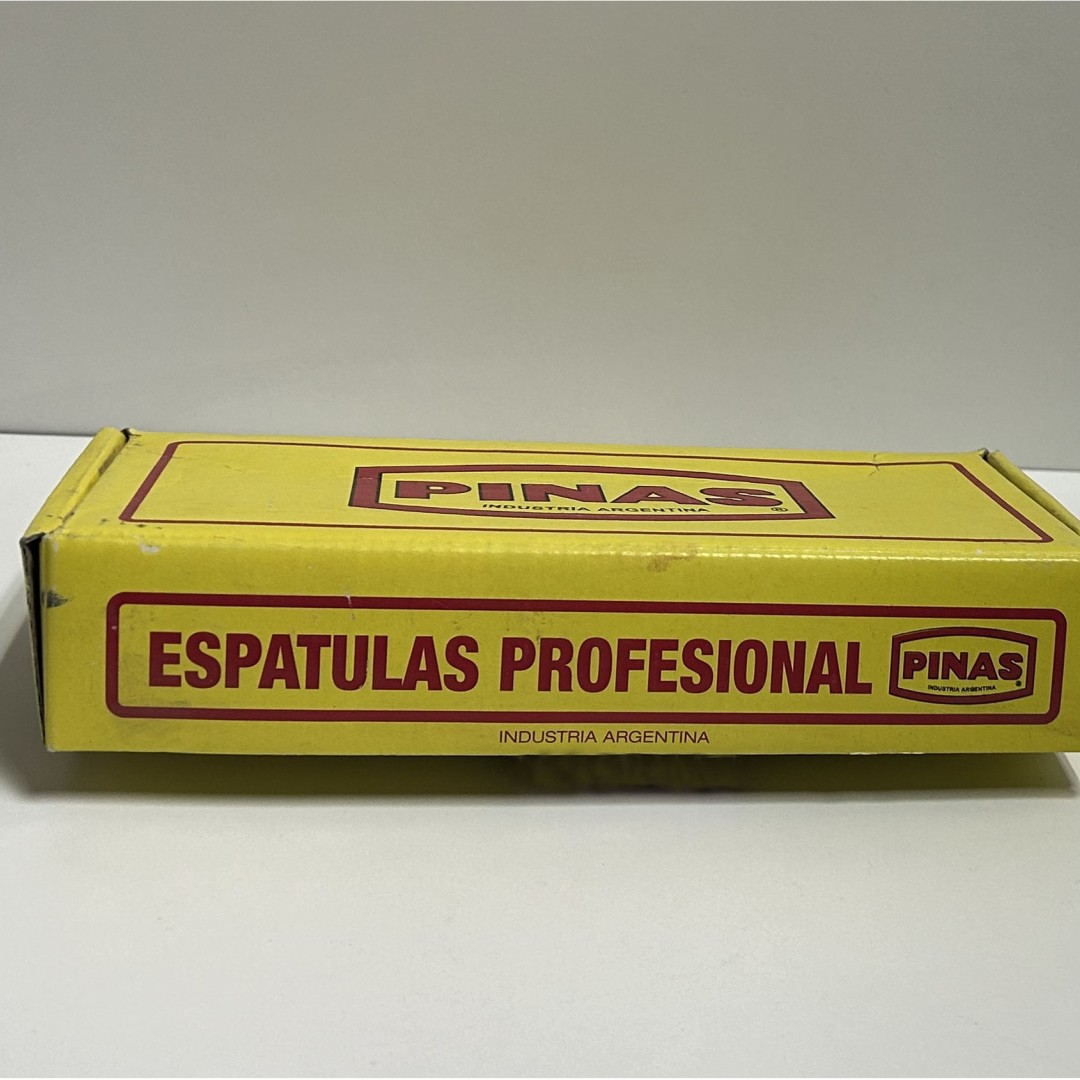 PINAS
INDUSTRIA ARGENTINA
®
ESPATULAS PROFESIONAL
PINAS
INDUSTRIA ARGENTINA
®
INDUSTRIA ARGENTINA